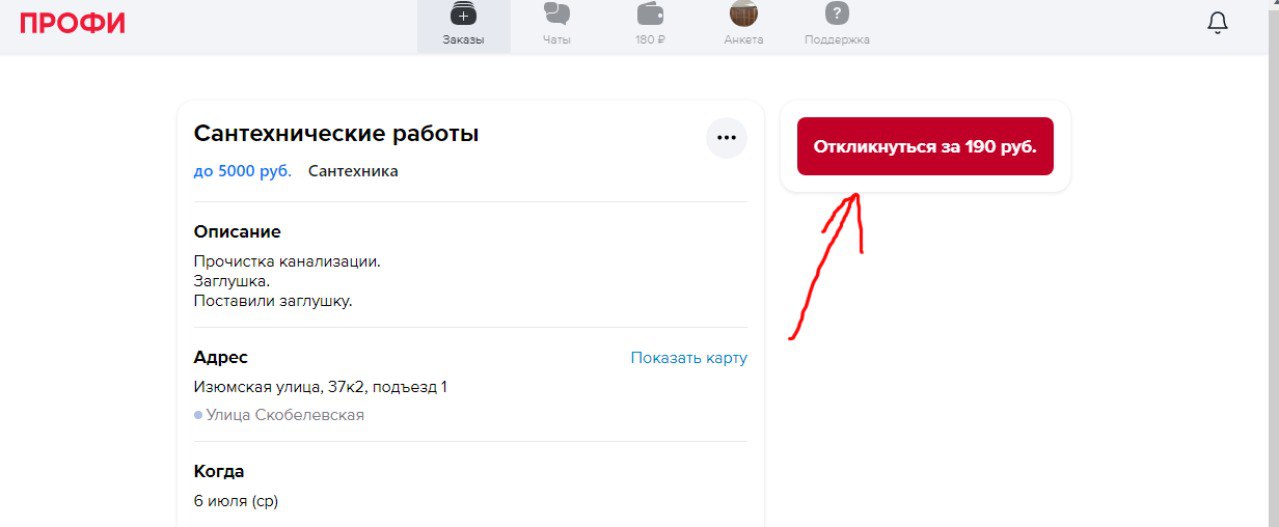 ПРОФИ
Заказы
Чаты
180 ₽
Анкета
?
Поддержка
Сантехнические работы
до 5000 руб. Сантехника
Описание
Прочистка канализации.
Заглушка.
Поставили заглушку.
Адрес
Показать карту
Изюмская улица, 37к2, подъезд 1
Улица Скобелевская
Когда
6 июля (ср)
Откликнуться за 190 руб.